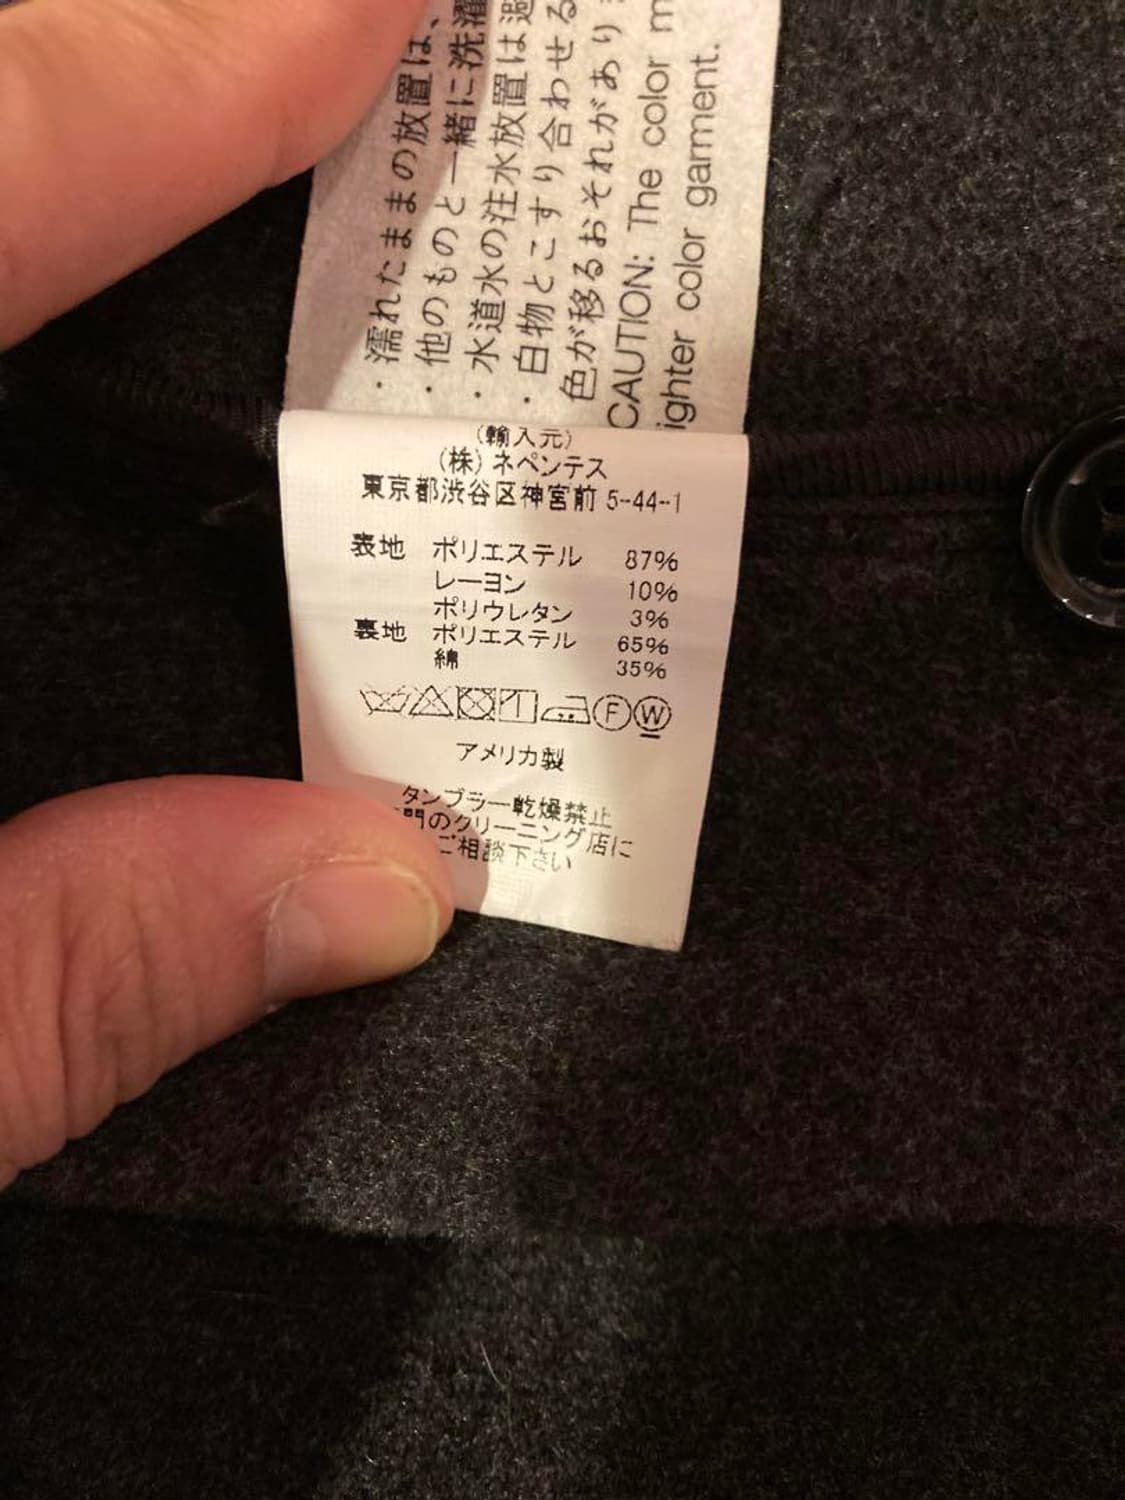 ・濡れたままの放置は、
・他のものと一緒に洗濯
・水道水の注水放置は避
・白物とこすり合わせる
色が移るおそれがあり
CAUTION: The color m
ighter color garment.
(輸入元)
(株)ネペンテス
東京都渋谷区神宮前 5-44-1
表地 ポリエステル 87%
レーヨン 10%
ポリウレタン 3%
裏地 ポリエステル 65%
綿 35%
F W
アメリカ製
タンブラー乾燥禁止
門のクリーニング店に
ご相談下さい